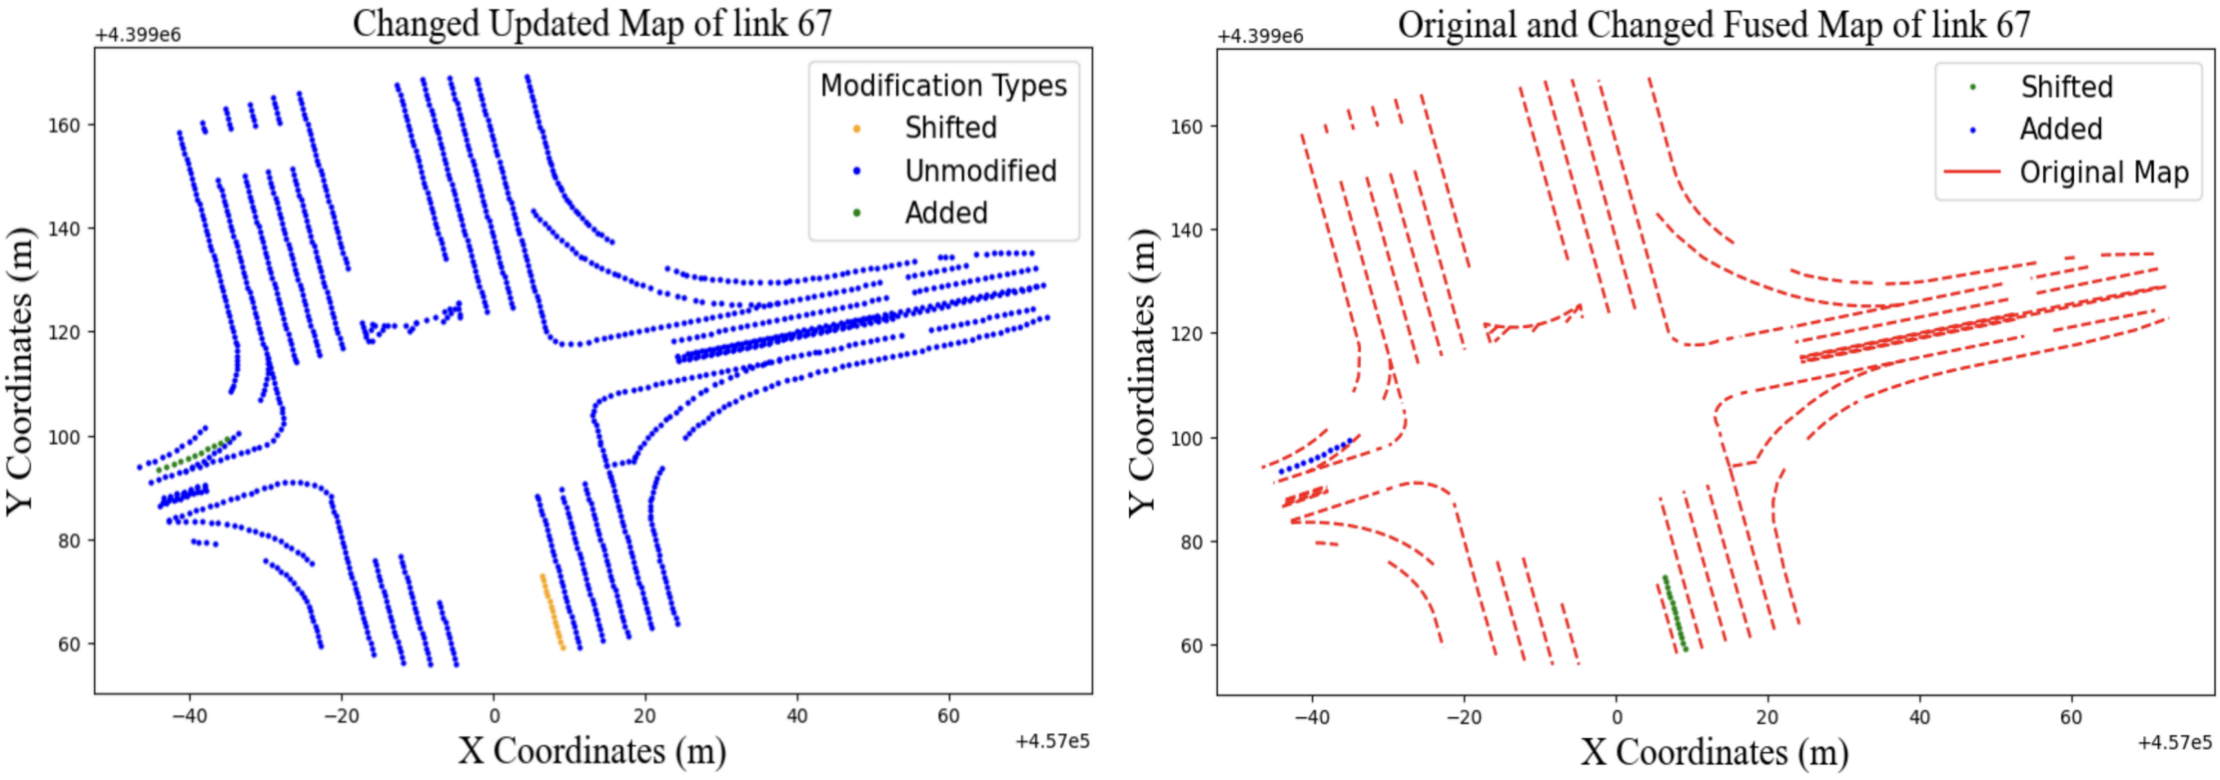 Changed Updated Map of link 67
+4.399e6
Modification Types
Shifted
Unmodified
Added
160
140
120
100
80
60
Y Coordinates (m)
−40
−20
0
20
40
60
+4.57e5
X Coordinates (m)
Original and Changed Fused Map of link 67
+4.399e6
Shifted
Added
Original Map
160
140
120
100
80
60
Y Coordinates (m)
−40
−20
0
20
40
60
+4.57e5
X Coordinates (m)